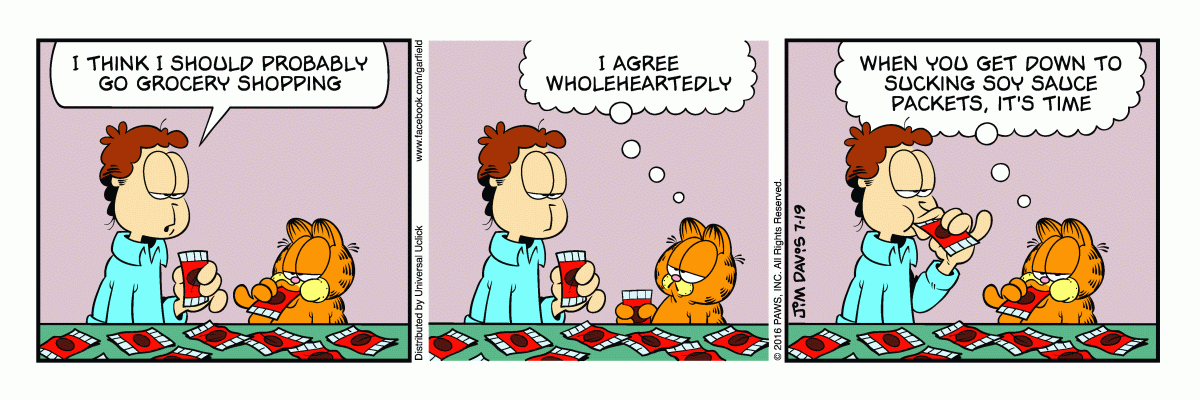 I THINK I SHOULD PROBABLY
GO GROCERY SHOPPING
www.facebook.com/garfield
Distributed by Universal Uclick
I AGREE
WHOLEHEARTEDLY
© 2016 PAWS, INC. All Rights Reserved.
WHEN YOU GET DOWN TO
SUCKING SOY SAUCE
PACKETS, IT'S TIME
JIM DAVIS 7-19